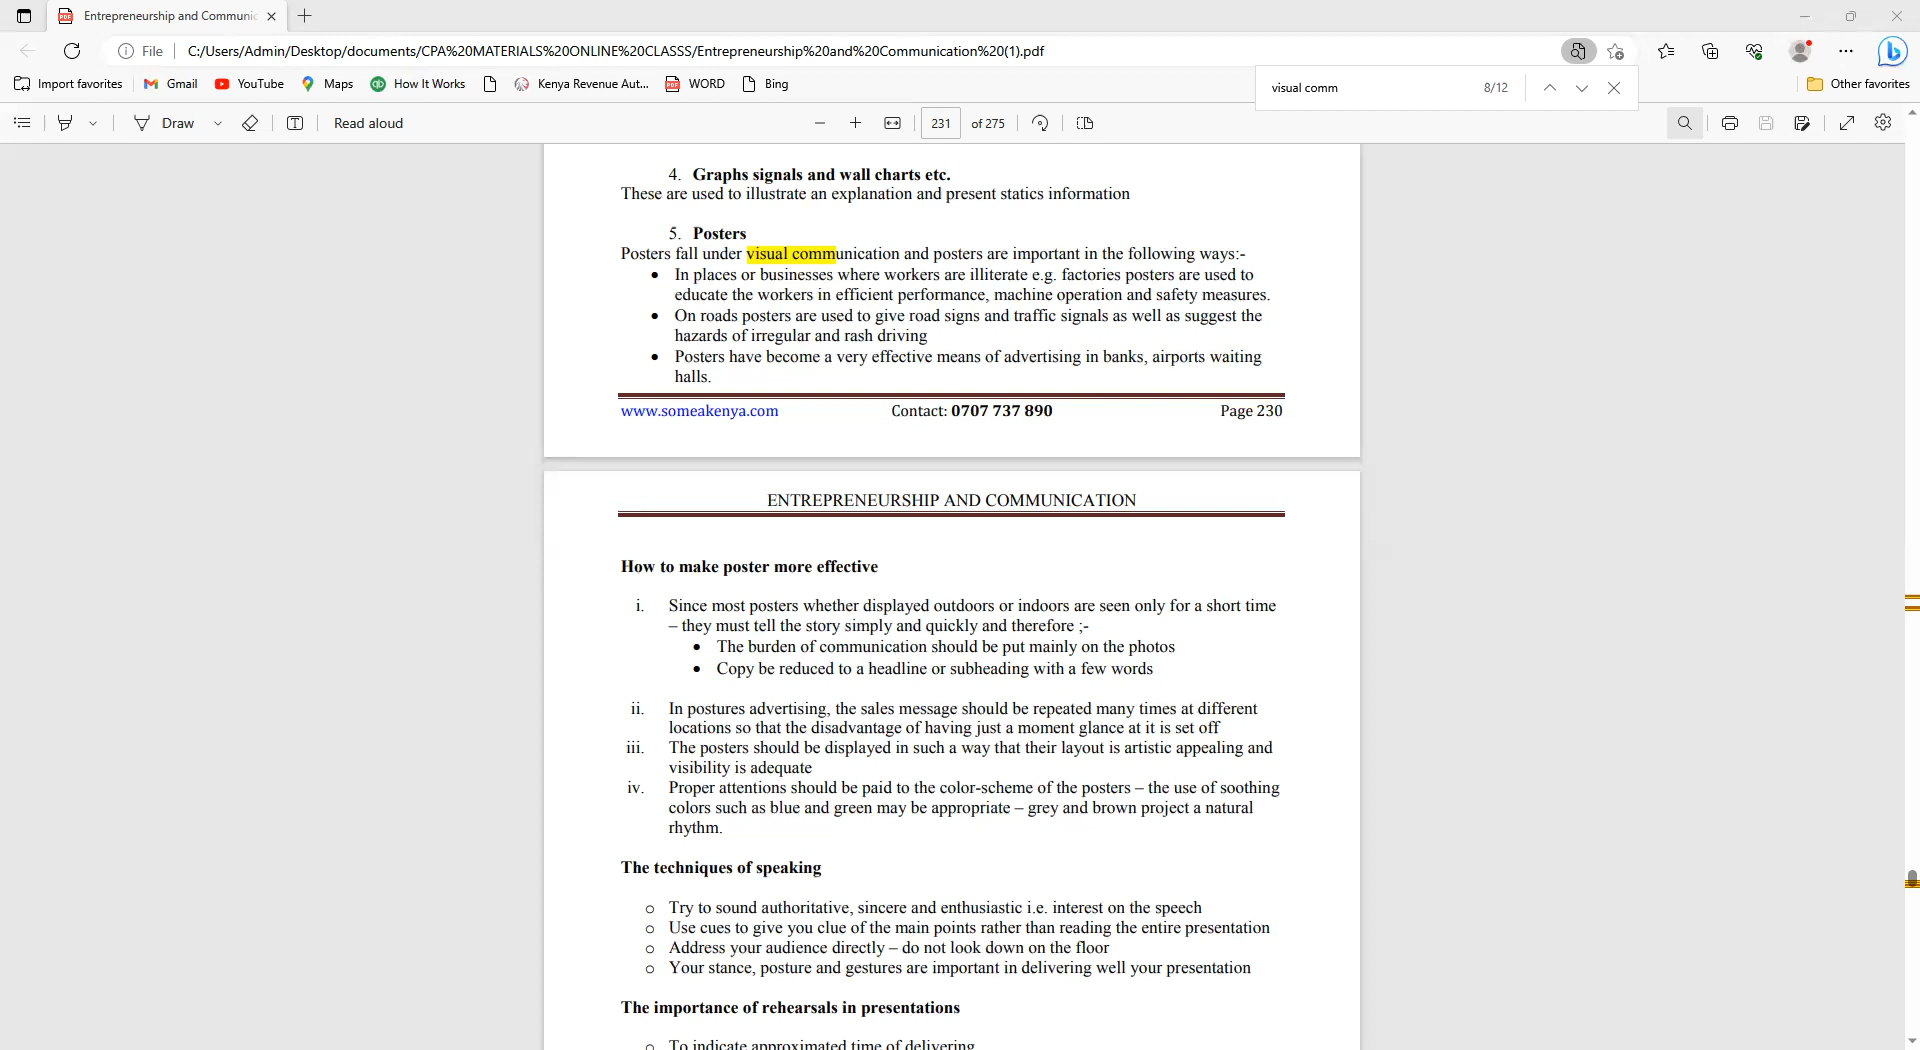 Entrepreneurship and Communic
File C:/Users/Admin/Desktop/documents/CPA%20MATERIALS%20ONLINE%20CLASSS/Entrepreneurship%20and%20Communication%20(1).pdf
Import favorites Gmail YouTube Maps How It Works Kenya Revenue Aut... WORD Bing Other favorites
visual comm 8/12
Draw Read aloud 231 of 275
4. Graphs signals and wall charts etc.
These are used to illustrate an explanation and present statics information
5. Posters
Posters fall under visual communication and posters are important in the following ways:-
• In places or businesses where workers are illiterate e.g. factories posters are used to
educate the workers in efficient performance, machine operation and safety measures.
• On roads posters are used to give road signs and traffic signals as well as suggest the
hazards of irregular and rash driving
• Posters have become a very effective means of advertising in banks, airports waiting
halls.
www.someakenya.com Contact: 0707 737 890 Page 230
ENTREPRENEURSHIP AND COMMUNICATION
How to make poster more effective
i. Since most posters whether displayed outdoors or indoors are seen only for a short time
– they must tell the story simply and quickly and therefore ;-
• The burden of communication should be put mainly on the photos
• Copy be reduced to a headline or subheading with a few words
ii. In postures advertising, the sales message should be repeated many times at different
locations so that the disadvantage of having just a moment glance at it is set off
iii. The posters should be displayed in such a way that their layout is artistic appealing and
visibility is adequate
iv. Proper attentions should be paid to the color-scheme of the posters – the use of soothing
colors such as blue and green may be appropriate – grey and brown project a natural
rhythm.
The techniques of speaking
o Try to sound authoritative, sincere and enthusiastic i.e. interest on the speech
o Use cues to give you clue of the main points rather than reading the entire presentation
o Address your audience directly – do not look down on the floor
o Your stance, posture and gestures are important in delivering well your presentation
The importance of rehearsals in presentations
o To indicate approximated time of delivering